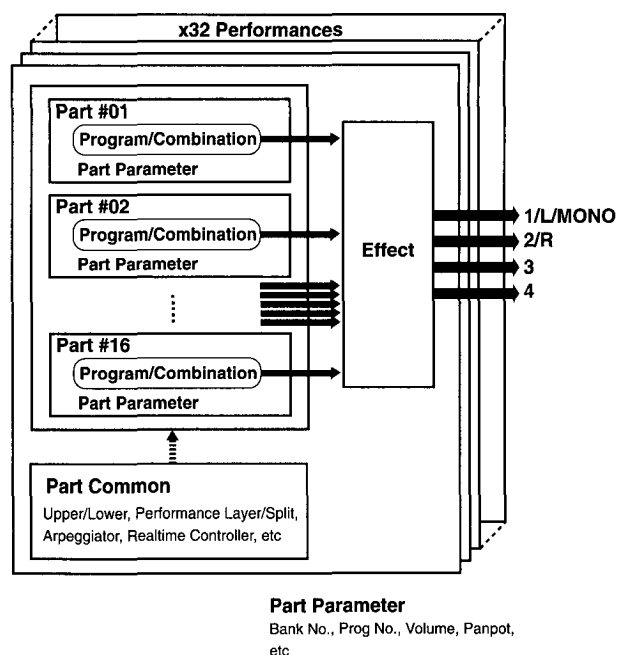 x32 Performances
Part #01
Program/Combination
Part Parameter
Part #02
Program/Combination
Part Parameter
Part #16
Program/Combination
Part Parameter
Effect
1/L/MONO
2/R
3
4
Part Common
Upper/Lower, Performance Layer/Split,
Arpeggiator, Realtime Controller, etc
Part Parameter
Bank No., Prog No., Volume, Panpot,
etc